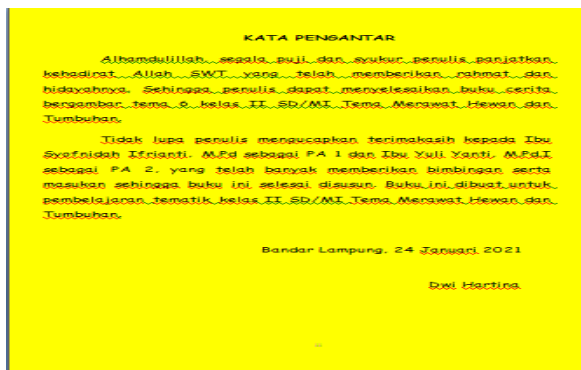 KATA PENGANTAR
Alhamdulillah, segala puji dan syukur penulis panjatkan
kehadirat Allah SWT yang telah memberikan rahmat dan
hidayahnya. Sehingga penulis dapat menyelesaikan buku cerita
bergambar tema 6 kelas II SD/MI Tema Merawat Hewan dan
Tumbuhan.
Tidak lupa penulis mengucapkan terimakasih kepada Ibu
Syofnidah Ifrianti, M.Pd sebagai PA 1 dan Ibu Yuli Yanti, M.Pd.I
sebagai PA 2, yang telah banyak memberikan bimbingan serta
masukan sehingga buku ini selesai disusun. Buku ini dibuat untuk
pembelajaran tematik kelas II SD/MI Tema Merawat Hewan dan
Tumbuhan.
Bandar Lampung, 24 Januari 2021
Dwi Hartina